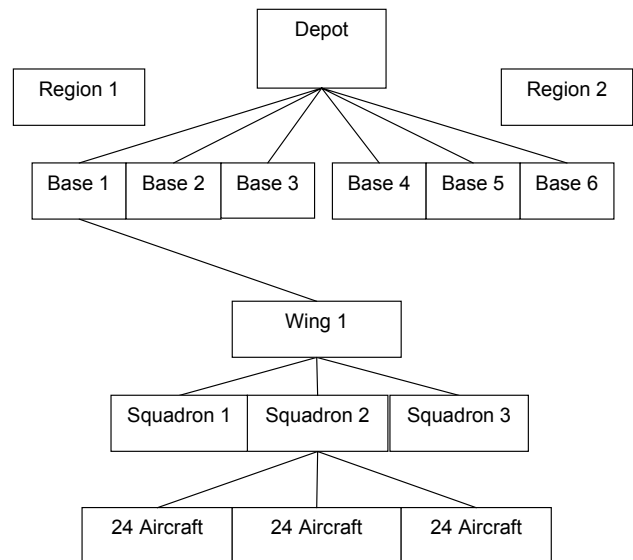 Depot
Region 1
Region 2
Base 1
Base 2
Base 3
Base 4
Base 5
Base 6
Wing 1
Squadron 1
Squadron 2
Squadron 3
24 Aircraft
24 Aircraft
24 Aircraft